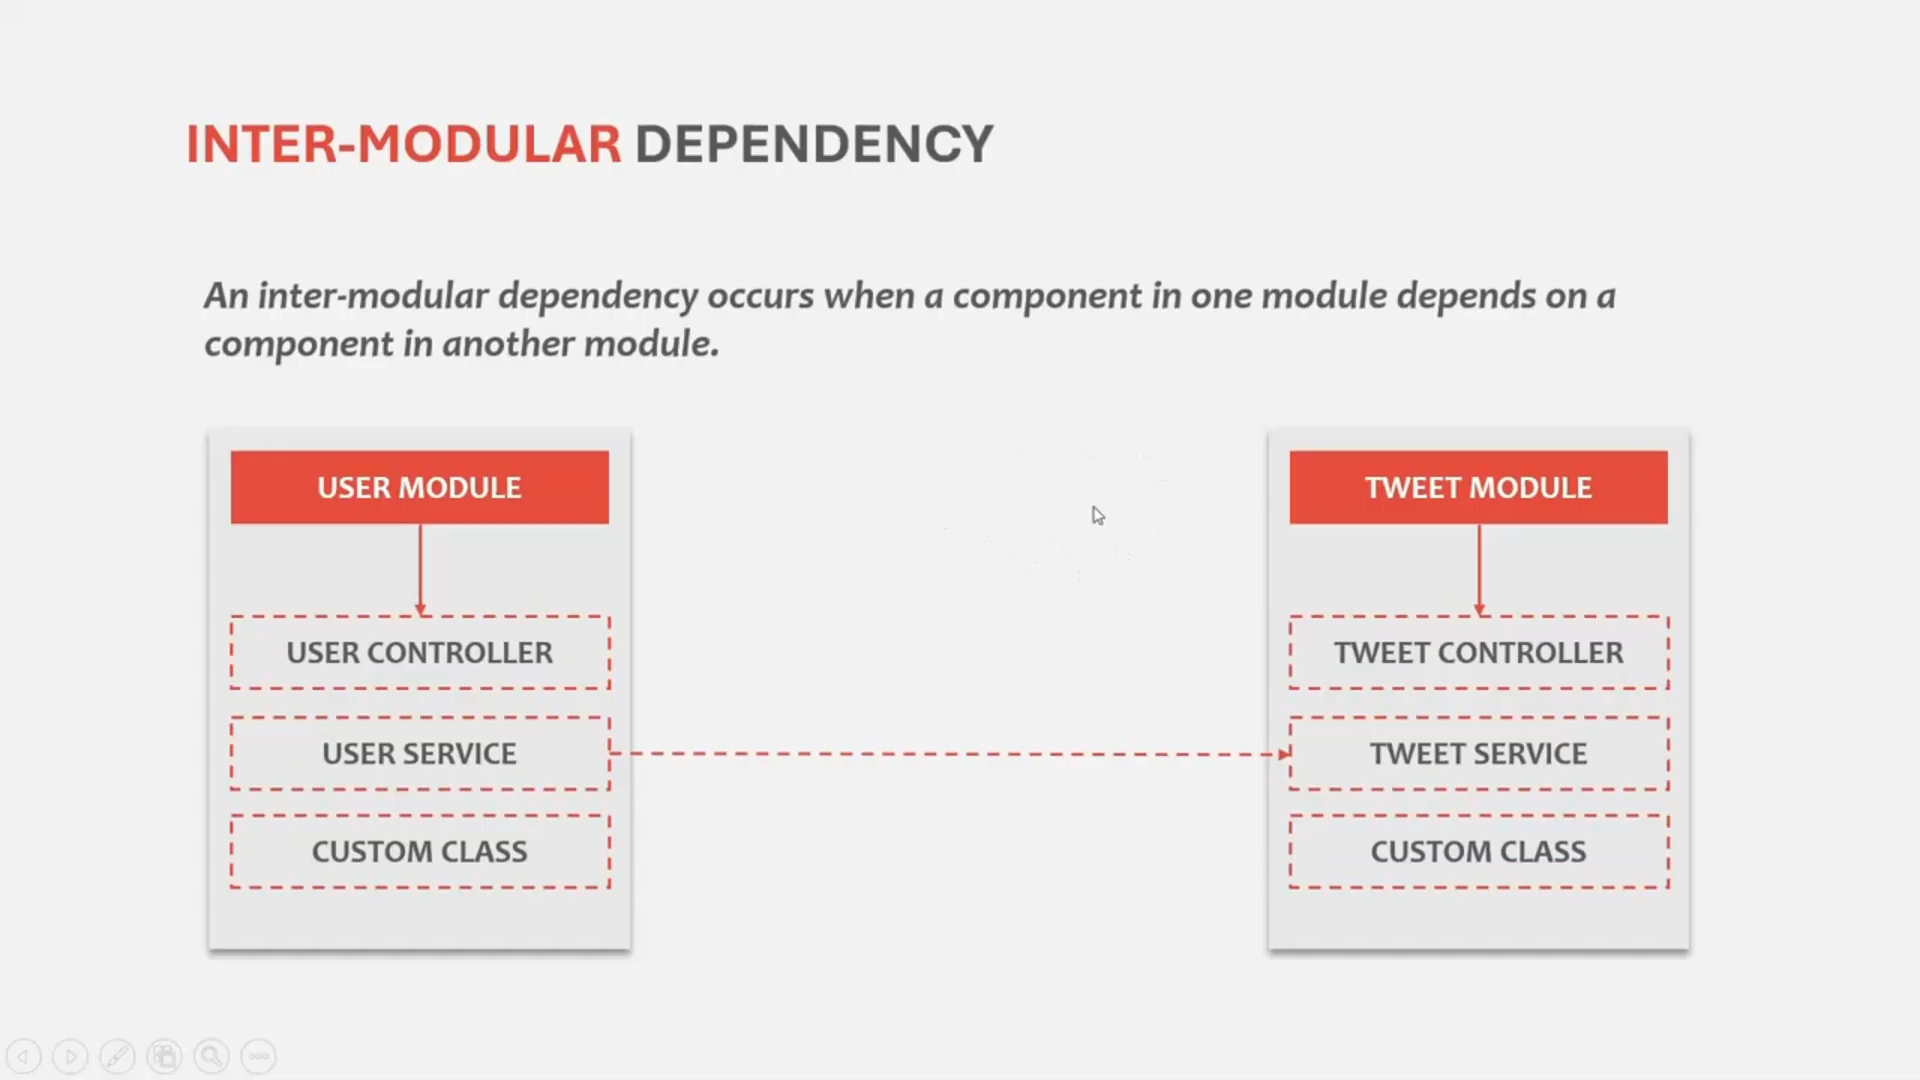 INTER-MODULAR DEPENDENCY
An inter-modular dependency occurs when a component in one module depends on a
component in another module.
USER MODULE
USER CONTROLLER
USER SERVICE
CUSTOM CLASS
TWEET MODULE
TWEET CONTROLLER
TWEET SERVICE
CUSTOM CLASS